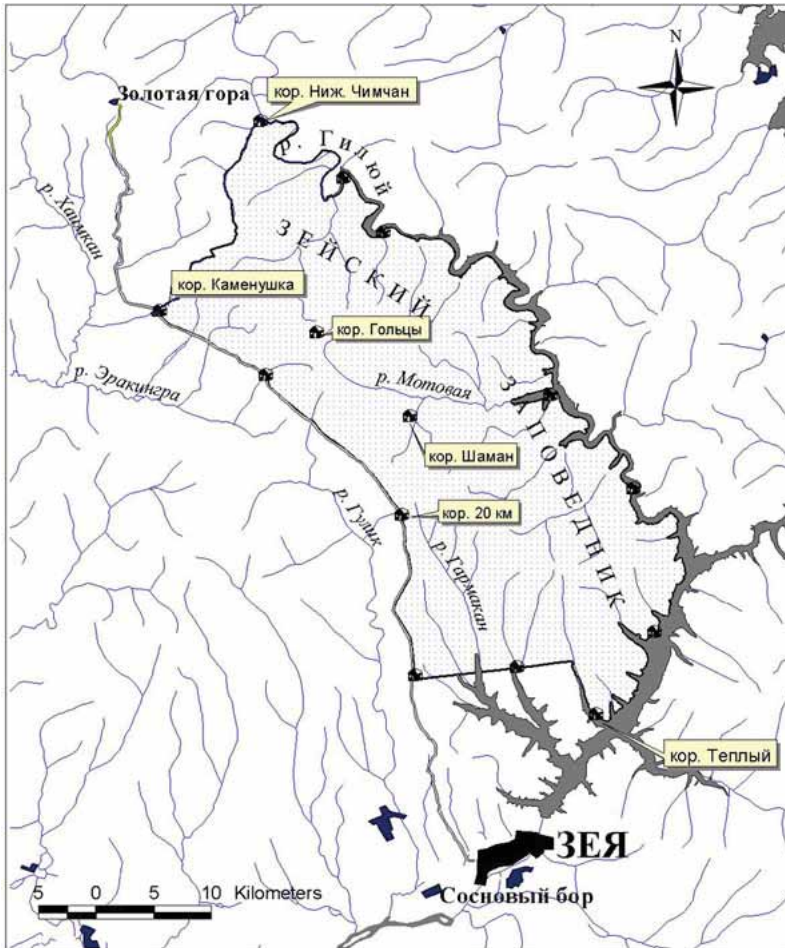 N
кор. Ниж. Чимчан
Золотая гора
р. Гилюй
р. Хаимкан
ЗЕЙСКИЙ
кор. Каменушка
кор. Гольцы
р. Эракингра
р. Мотовая
ЗАПОВЕДНИК
кор. Шаман
р. Гулик
кор. 20 км
р. Гармакан
кор. Теплый
ЗЕЯ
5 0 5 10 Kilometers
Сосновый бор